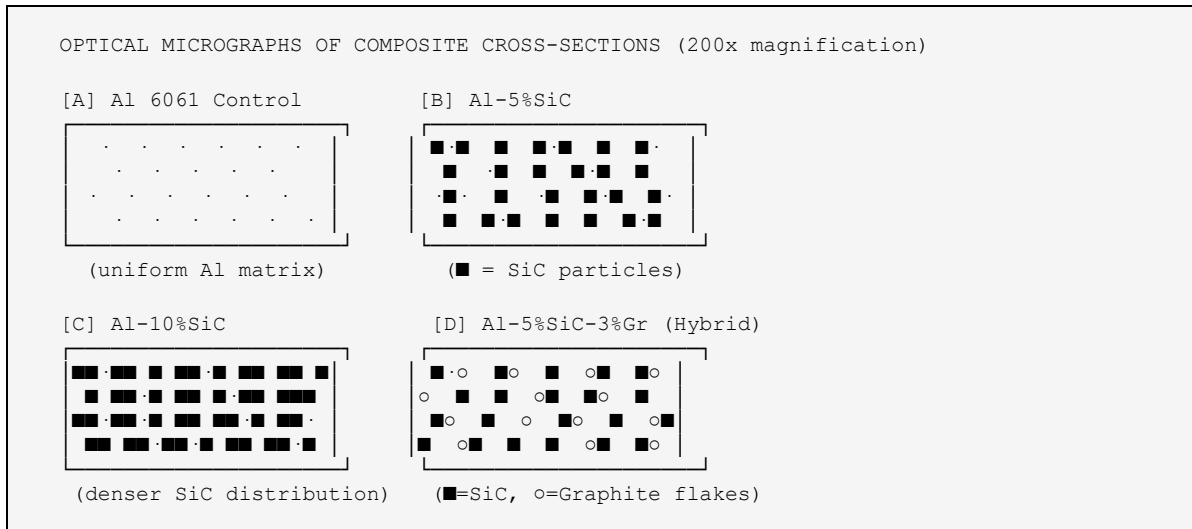 OPTICAL MICROGRAPHS OF COMPOSITE CROSS-SECTIONS (200x magnification)
[A] Al 6061 Control [B] Al-5%SiC
(uniform Al matrix) (■ = SiC particles)
[C] Al-10%SiC [D] Al-5%SiC-3%Gr (Hybrid)
(denser SiC distribution) (■=SiC, ○=Graphite flakes)